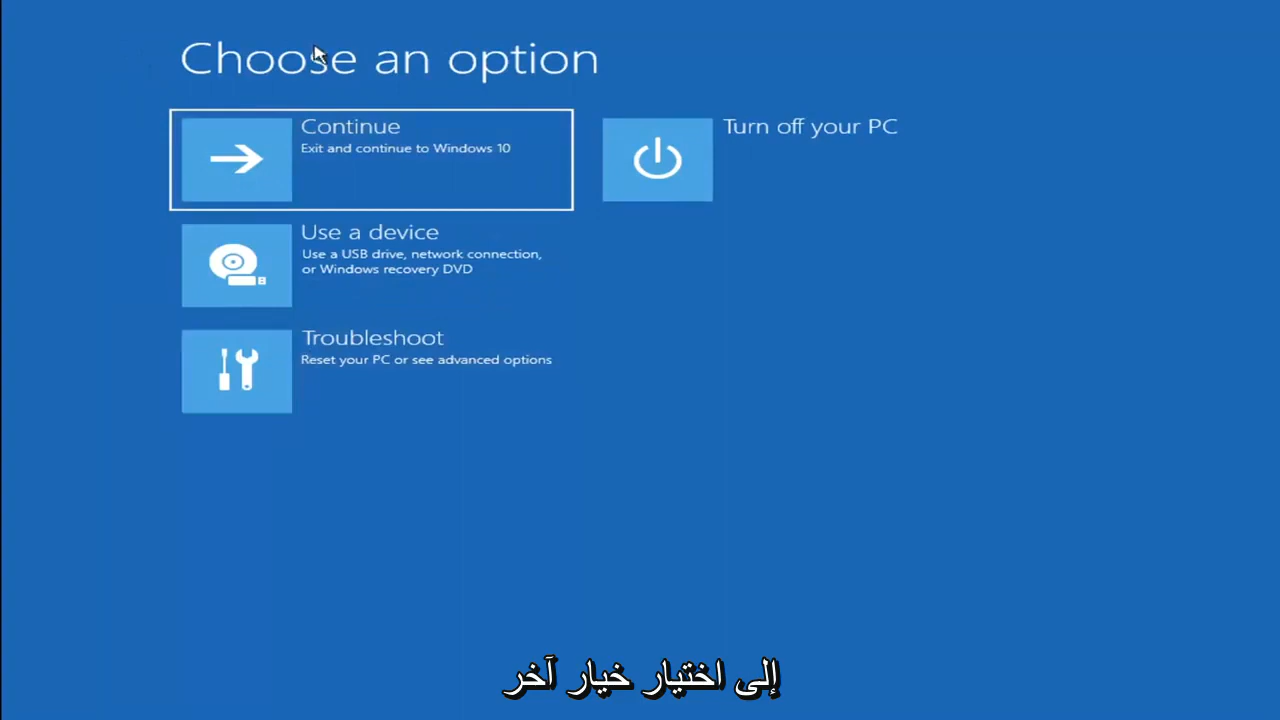 Choose an option
Continue
Exit and continue to Windows 10
Use a device
Use a USB drive, network connection,
or Windows recovery DVD
Troubleshoot
Reset your PC or see advanced options
Turn off your PC
إلى اختيار خيار آخر